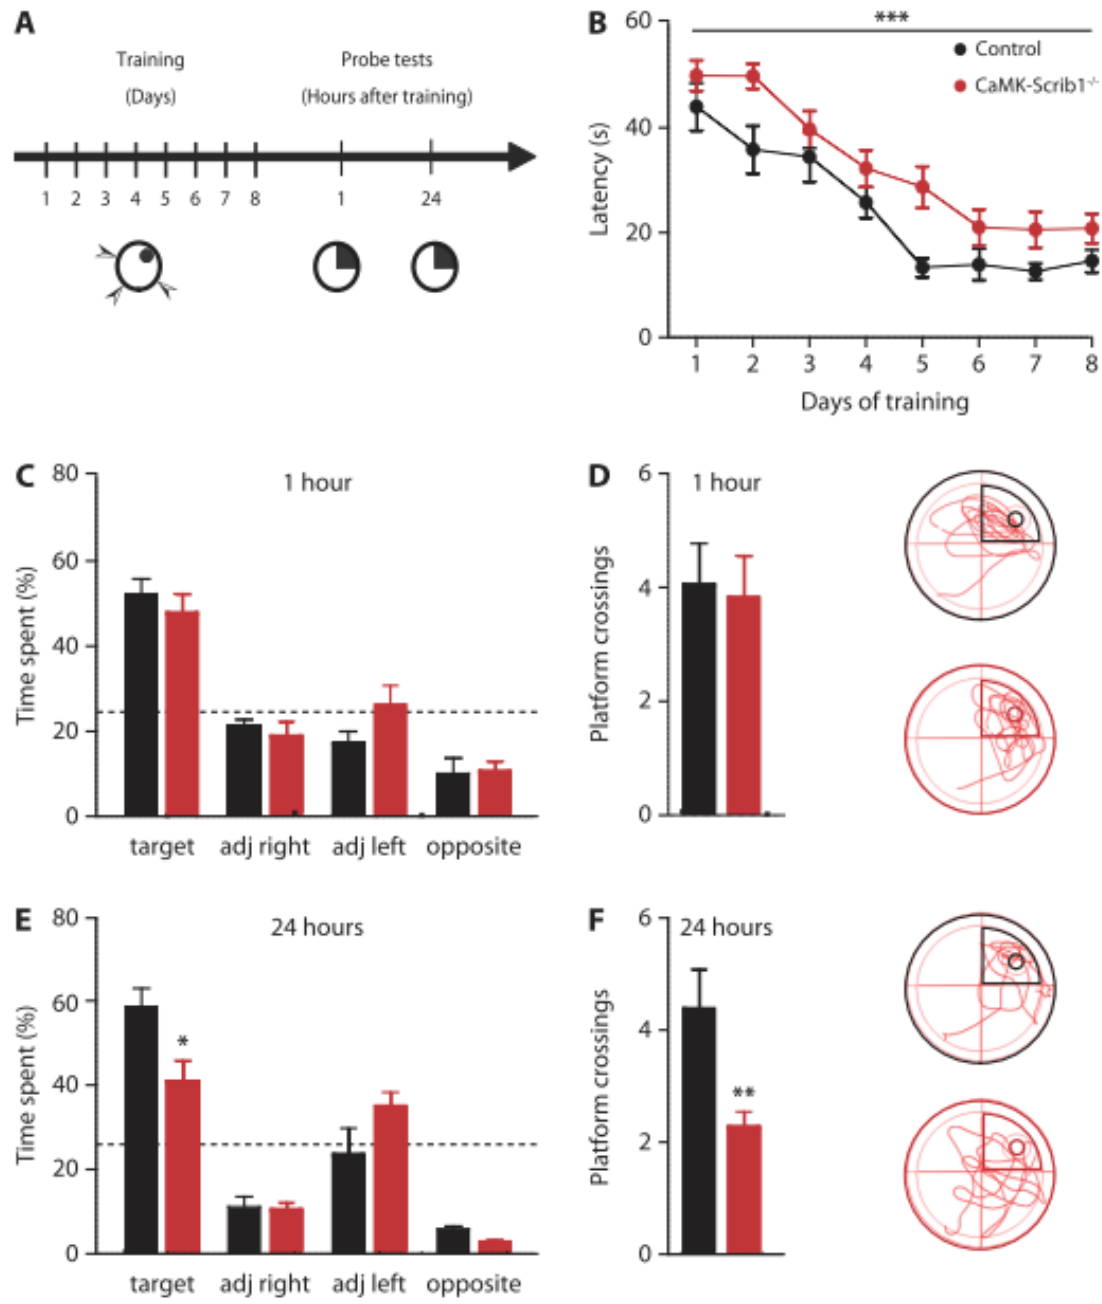 A
Training
(Days)
Probe tests
(Hours after training)
1 2 3 4 5 6 7 8 1 24
B
60
40
20
0
Latency (s)
***
Control
CaMK-Scrib1-/-
1 2 3 4 5 6 7 8
Days of training
C
80
60
40
20
0
Time spent (%)
1 hour
target adj right adj left opposite
D
6
4
2
0
Platform crossings
1 hour
E
80
60
40
20
0
Time spent (%)
24 hours
*
target adj right adj left opposite
F
6
4
2
0
Platform crossings
24 hours
**